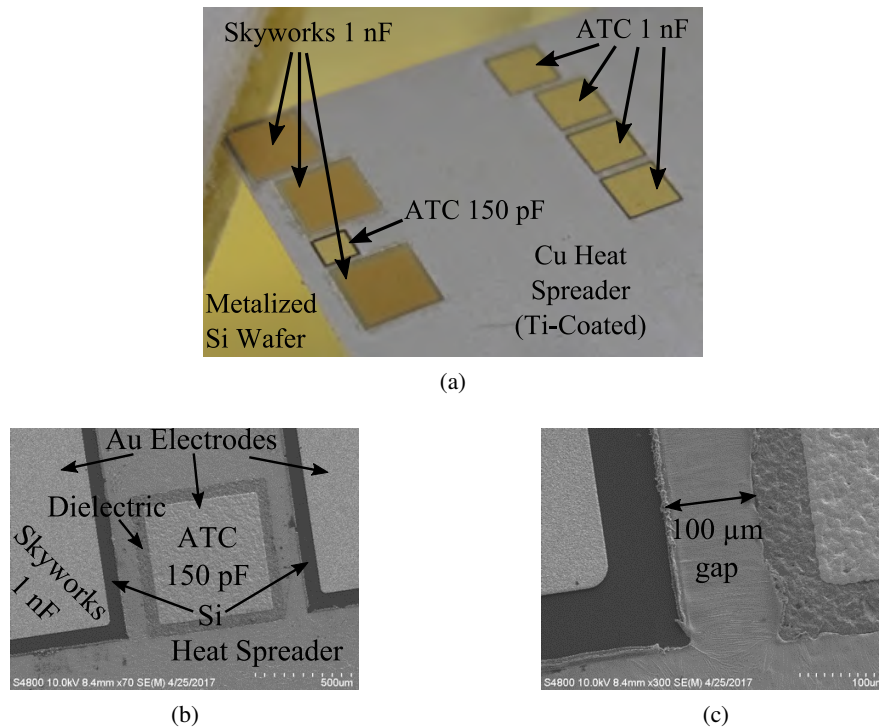 Skyworks 1 nF
ATC 1 nF
ATC 150 pF
Metalized
Si Wafer
Cu Heat
Spreader
(Ti-Coated)
(a)
Au Electrodes
Dielectric
ATC
150 pF
Skyworks
1 nF
Si
Heat Spreader
S4800 10.0kV 8.4mm x70 SE(M) 4/25/2017
500um
(b)
100 µm
gap
S4800 10.0kV 8.4mm x300 SE(M) 4/25/2017
100um
(c)